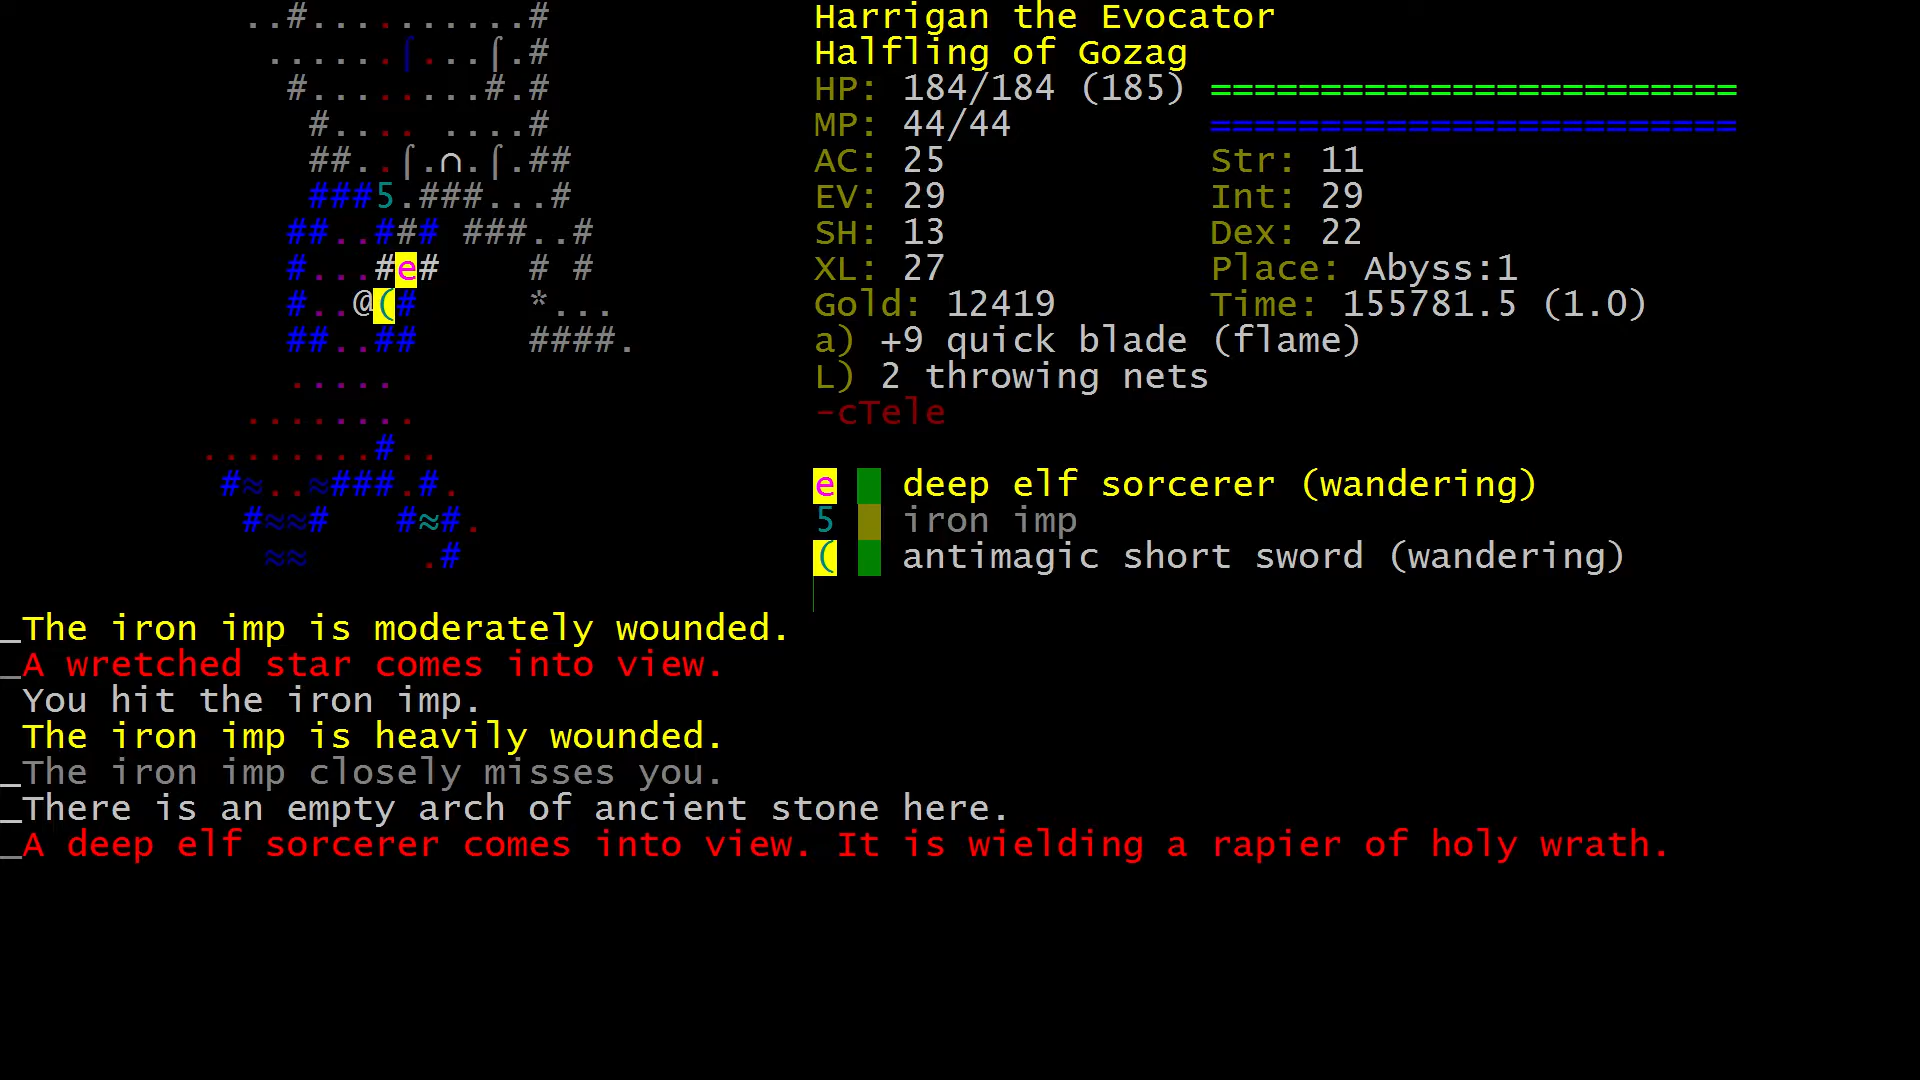 ..#..........# Harrigan the Evocator
.......⌠...⌠.# Halfling of Gozag
#........#.# HP: 184/184 (185) ========================
#.... ....# MP: 44/44 ========================
##..⌠.∩.⌠.## AC: 25 Str: 11
###5.###...# EV: 29 Int: 29
##..### ###..# SH: 13 Dex: 22
#...#e# # # XL: 27 Place: Abyss:1
#..@(# *... Gold: 12419 Time: 155781.5 (1.0)
##..## ####. a) +9 quick blade (flame)
..... L) 2 throwing nets
........ -cTele
........#..
#≈..≈###.#. e deep elf sorcerer (wandering)
#≈≈# #≈#. 5 iron imp
≈≈ .# ( antimagic short sword (wandering)
_The iron imp is moderately wounded.
_A wretched star comes into view.
You hit the iron imp.
The iron imp is heavily wounded.
_The iron imp closely misses you.
_There is an empty arch of ancient stone here.
_A deep elf sorcerer comes into view. It is wielding a rapier of holy wrath.